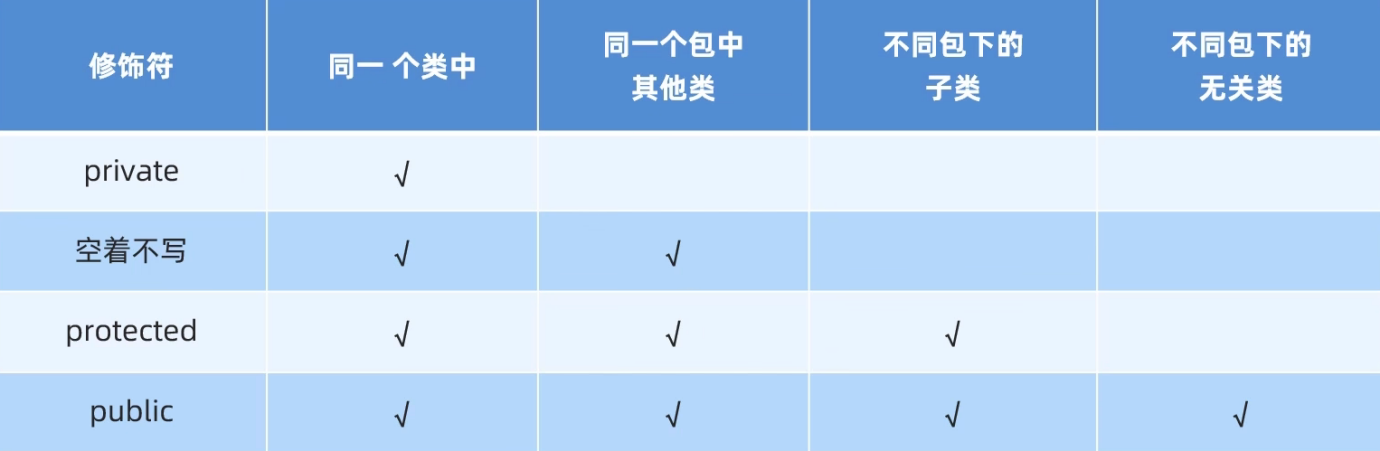 修饰符 同一 个类中 同一个包中 其他类 不同包下的 子类 不同包下的 无关类
private √
空着不写 √ √
protected √ √ √
public √ √ √ √